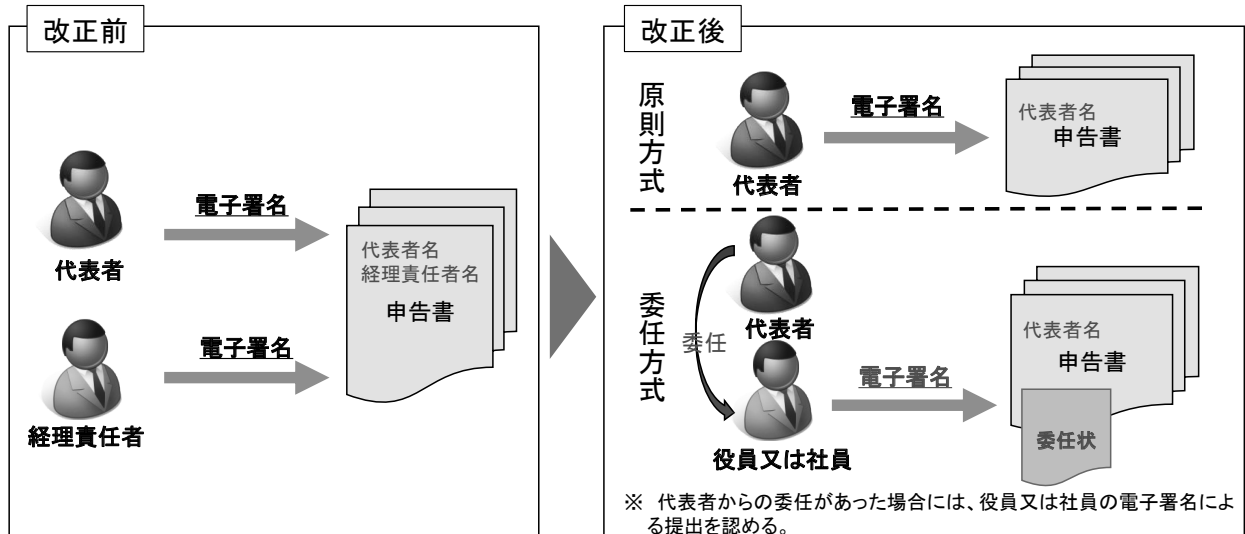 改正前
電子署名
代表者
電子署名
経理責任者
代表者名
経理責任者名
申告書
改正後
原則方式
代表者
電子署名
代表者名
申告書
委任方式
代表者
委任
役員又は社員
電子署名
代表者名
申告書
委任状
※ 代表者からの委任があった場合には、役員又は社員の電子署名によ
る提出を認める。